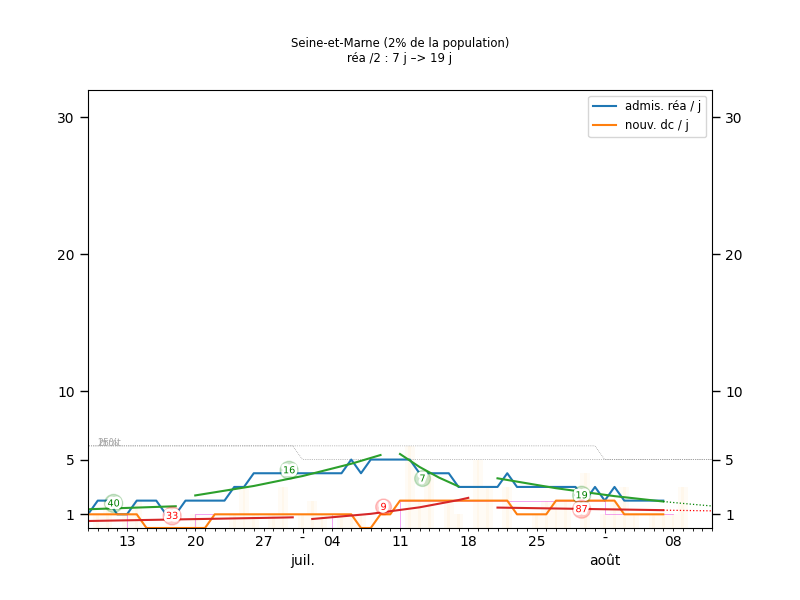 Seine-et-Marne (2% de la population)
réa /2 : 7 j –> 19 j
admis. réa / j
nouv. dc / j
30 30
20 20
10 10
5 5
1 1
40 33 16 9 7 19 87
13 20 27 - 04 11 18 25 - 08
juil. août